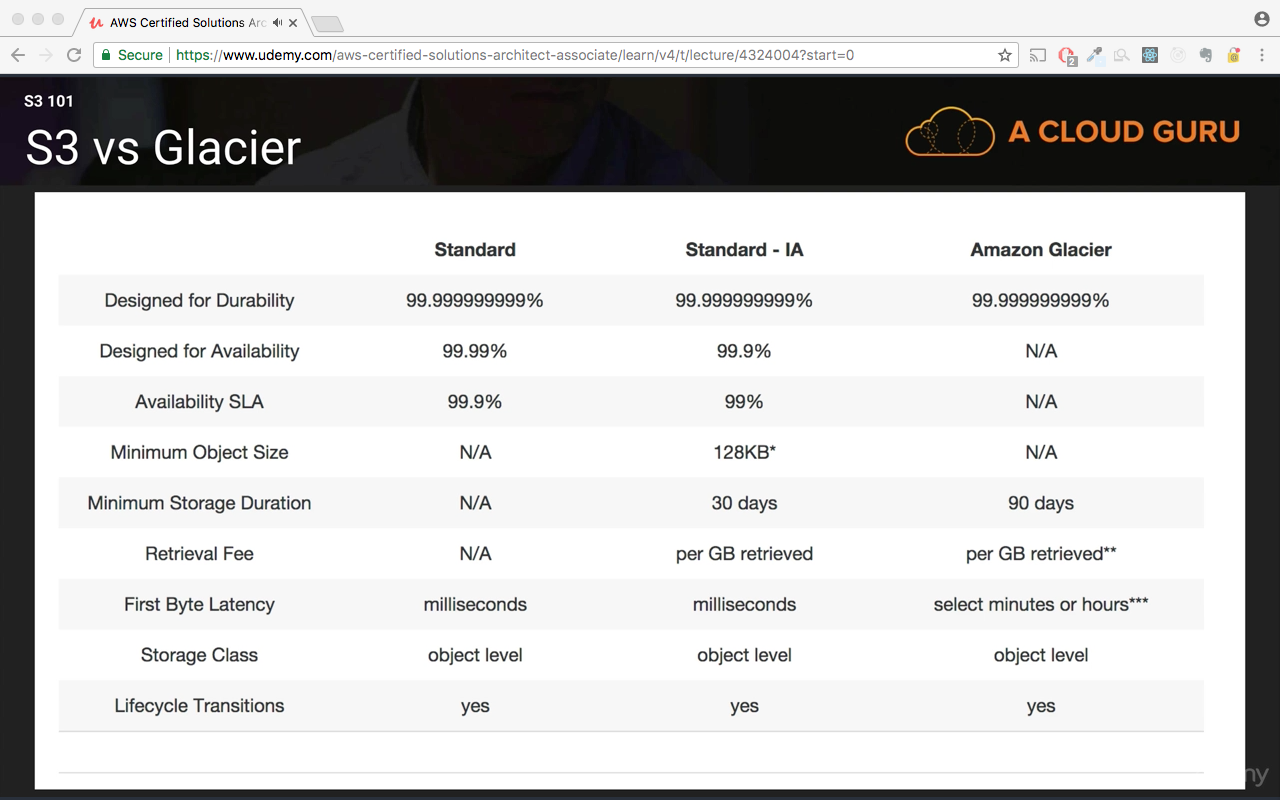 AWS Certified Solutions Arc
Secure https://www.udemy.com/aws-certified-solutions-architect-associate/learn/v4/t/lecture/4324004?start=0
2
S3 101
S3 vs Glacier
A CLOUD GURU
Standard Standard - IA Amazon Glacier
Designed for Durability 99.999999999% 99.999999999% 99.999999999%
Designed for Availability 99.99% 99.9% N/A
Availability SLA 99.9% 99% N/A
Minimum Object Size N/A 128KB* N/A
Minimum Storage Duration N/A 30 days 90 days
Retrieval Fee N/A per GB retrieved per GB retrieved**
First Byte Latency milliseconds milliseconds select minutes or hours***
Storage Class object level object level object level
Lifecycle Transitions yes yes yes